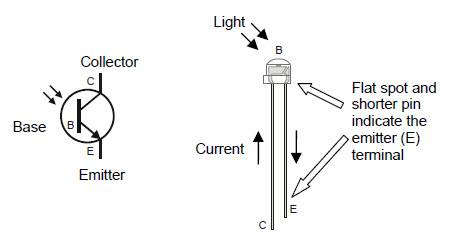 Collector
C
Base
B
E
Emitter
Light
B
Flat spot and
shorter pin
indicate the
emitter (E)
terminal
Current
E
C